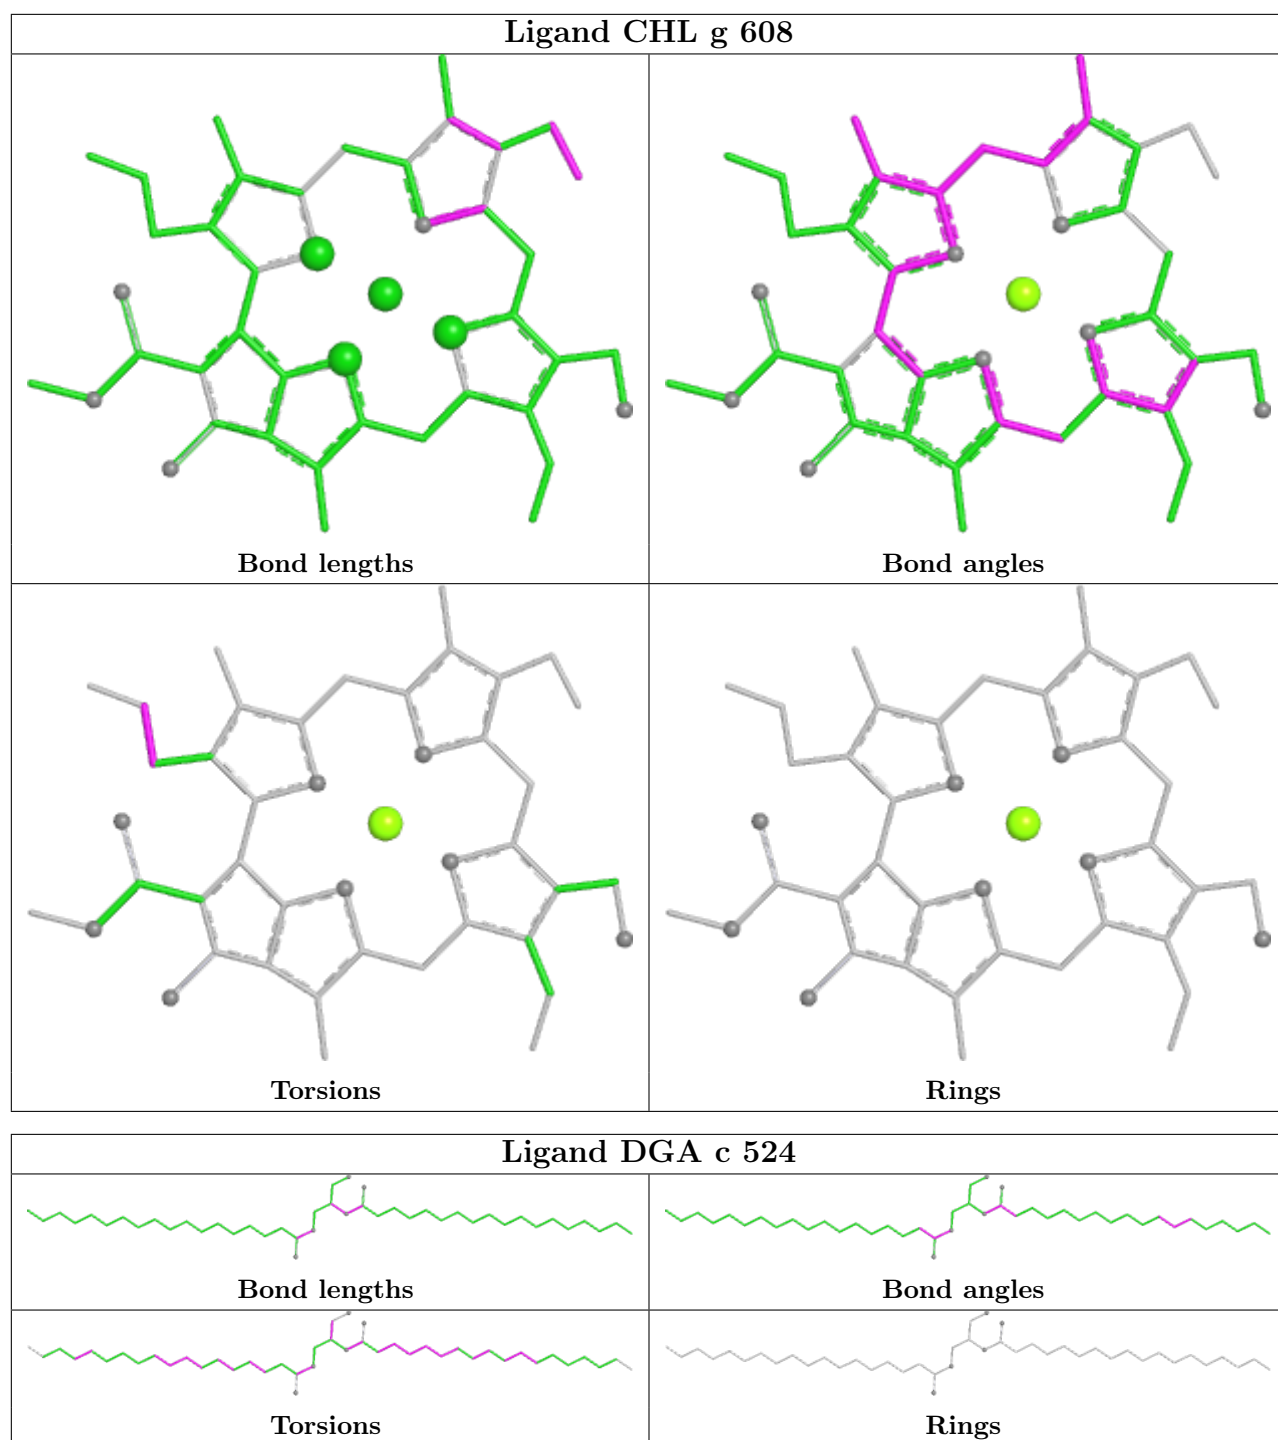 Ligand CHL g 608
Bond lengths
Bond angles
Torsions
Rings
Ligand DGA c 524
Bond lengths
Bond angles
Torsions
Rings